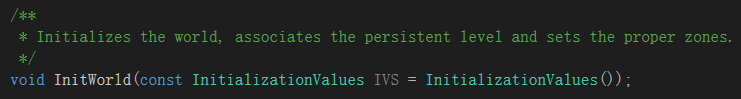 /**
 * Initializes the world, associates the persistent level and sets the proper zones.
 */
void InitWorld(const InitializationValues IVS = InitializationValues());